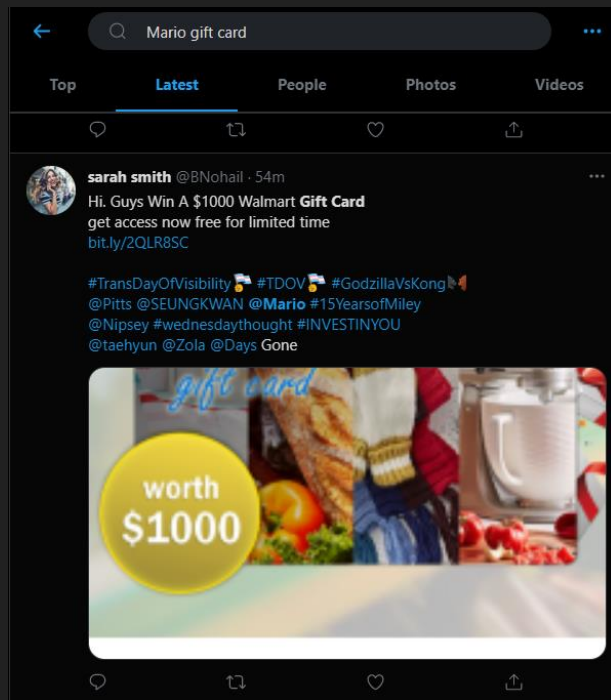 Mario gift card
Top Latest People Photos Videos
sarah smith @BNohail · 54m
Hi. Guys Win A $1000 Walmart Gift Card
get access now free for limited time
bit.ly/2QLR8SC
#TransDayOfVisibility #TDOV #GodzillaVsKong
@Pitts @SEUNGKWAN @Mario #15YearsofMiley
@Nipsey #wednesdaythought #INVESTINYOU
@taehyun @Zola @Days Gone
gift card
worth
$1000